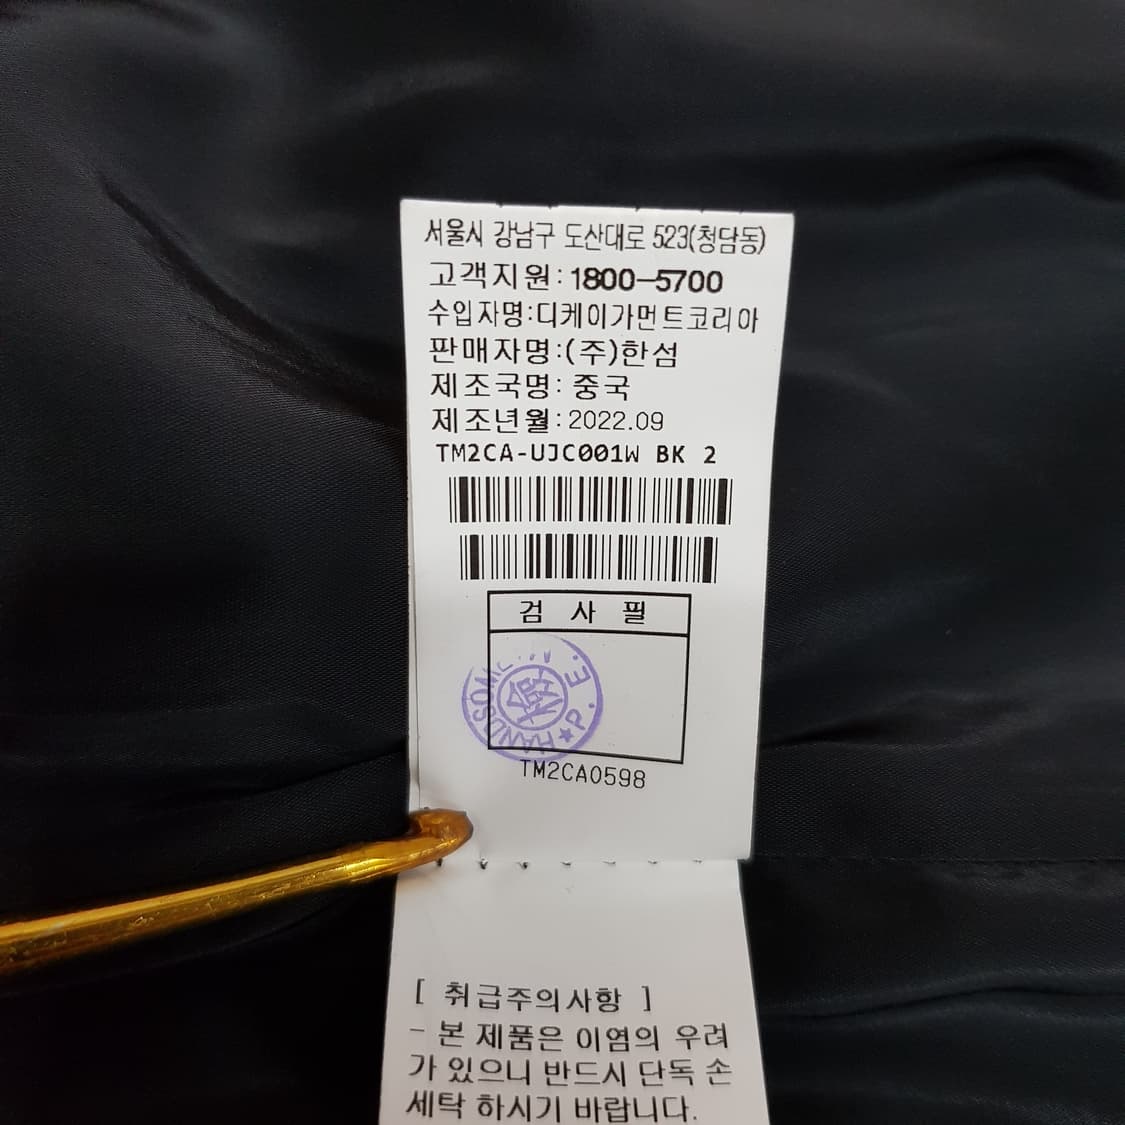 서울시 강남구 도산대로 523(청담동)
고객지원:1800-5700
수입자명:디케이가먼트코리아
판매자명:(주)한섬
제조국명: 중국
제조년월:2022.09
TM2CA-UJC001W BK 2
검 사 필
HANDSOME
P. E.
檢
TM2CA0598
[ 취급주의사항 ]
- 본 제품은 이염의 우려
가 있으니 반드시 단독 손
세탁 하시기 바랍니다.